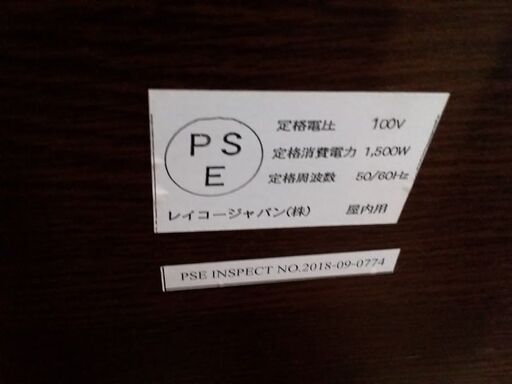 PS
E
定格電圧 100V
定格消費電力 1,500W
定格周波数 50/60Hz
レイコージャパン(株) 屋内用
PSE INSPECT NO.2018-09-0774